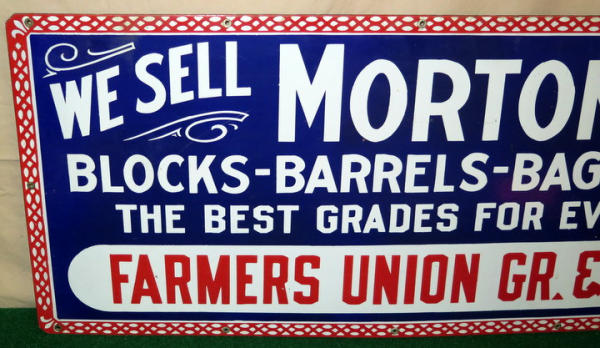 WE SELL MORTON
BLOCKS-BARRELS-BAG
THE BEST GRADES FOR EV
FARMERS UNION GR. &